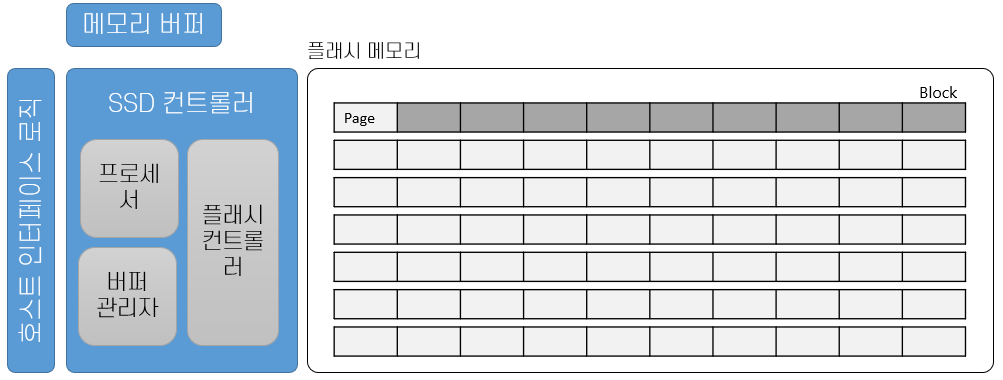 메모리 버퍼
플래시 메모리
호스트 인터페이스 로직
SSD 컨트롤러
프로세
서
버퍼
관리자
플래시
컨트롤
러
Block
Page